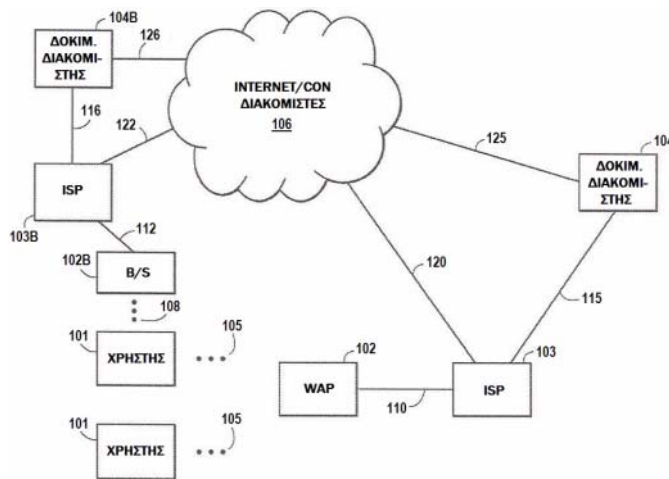 104B
ΔΟΚΙΜ.
ΔΙΑΚΟΜΙ-
ΣΤΗΣ
126
INTERNET/CON
ΔΙΑΚΟΜΙΣΤΕΣ
106
116
122
125
104
ΔΟΚΙΜ.
ΔΙΑΚΟΜΙ-
ΣΤΗΣ
ISP
103B
112
102B
B/S
108
120
115
101
ΧΡΗΣΤΗΣ
105
102
WAP
110
103
ISP
101
ΧΡΗΣΤΗΣ
105